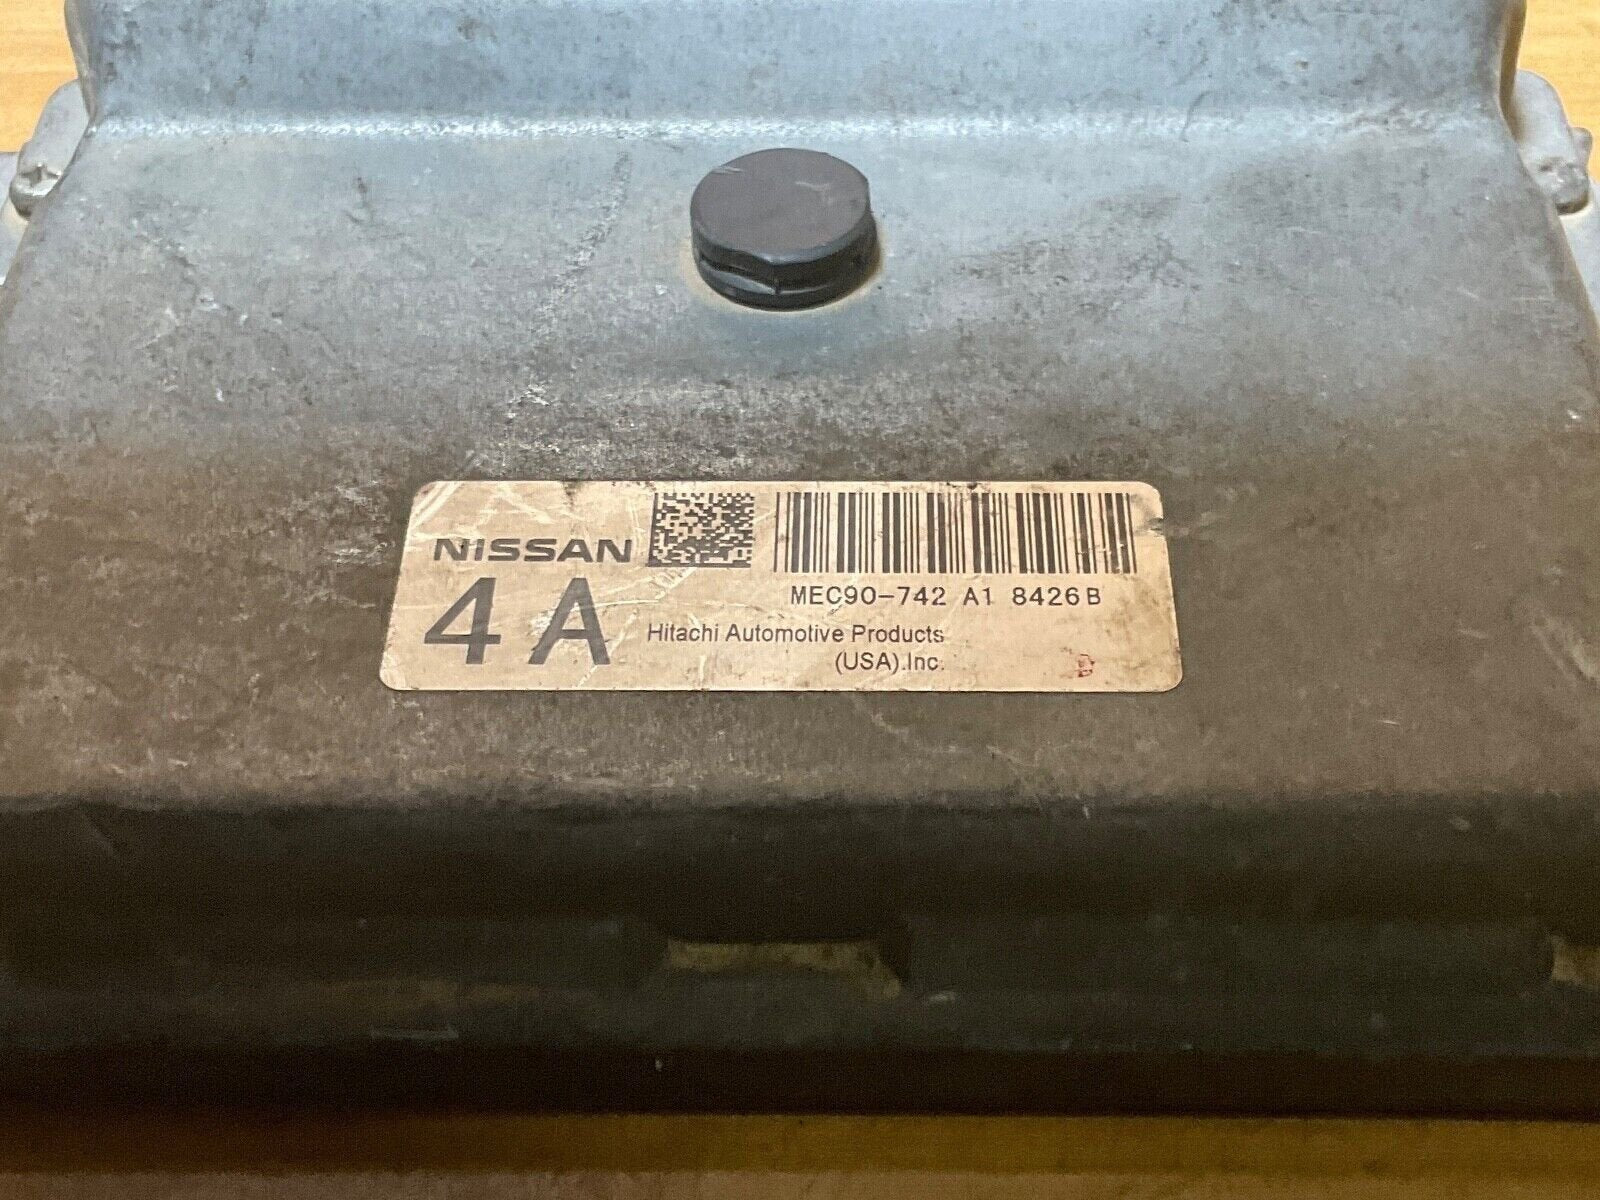 NISSAN
MEC90-742 A1 8426B
4A
Hitachi Automotive Products
(USA).Inc.